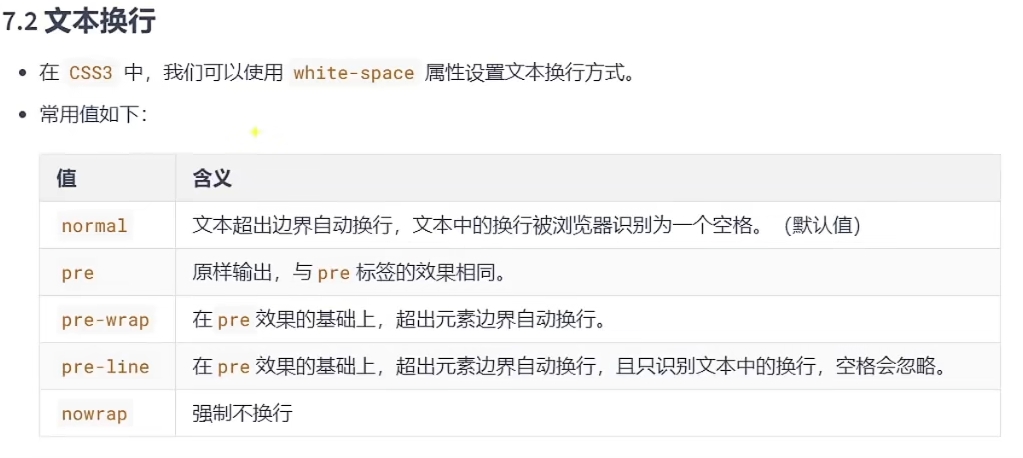 7.2 文本换行
在 CSS3 中，我们可以使用 white-space 属性设置文本换行方式。
常用值如下：
值 含义
normal 文本超出边界自动换行，文本中的换行被浏览器识别为一个空格。（默认值）
pre 原样输出，与 pre 标签的效果相同。
pre-wrap 在 pre 效果的基础上，超出元素边界自动换行。
pre-line 在 pre 效果的基础上，超出元素边界自动换行，且只识别文本中的换行，空格会忽略。
nowrap 强制不换行